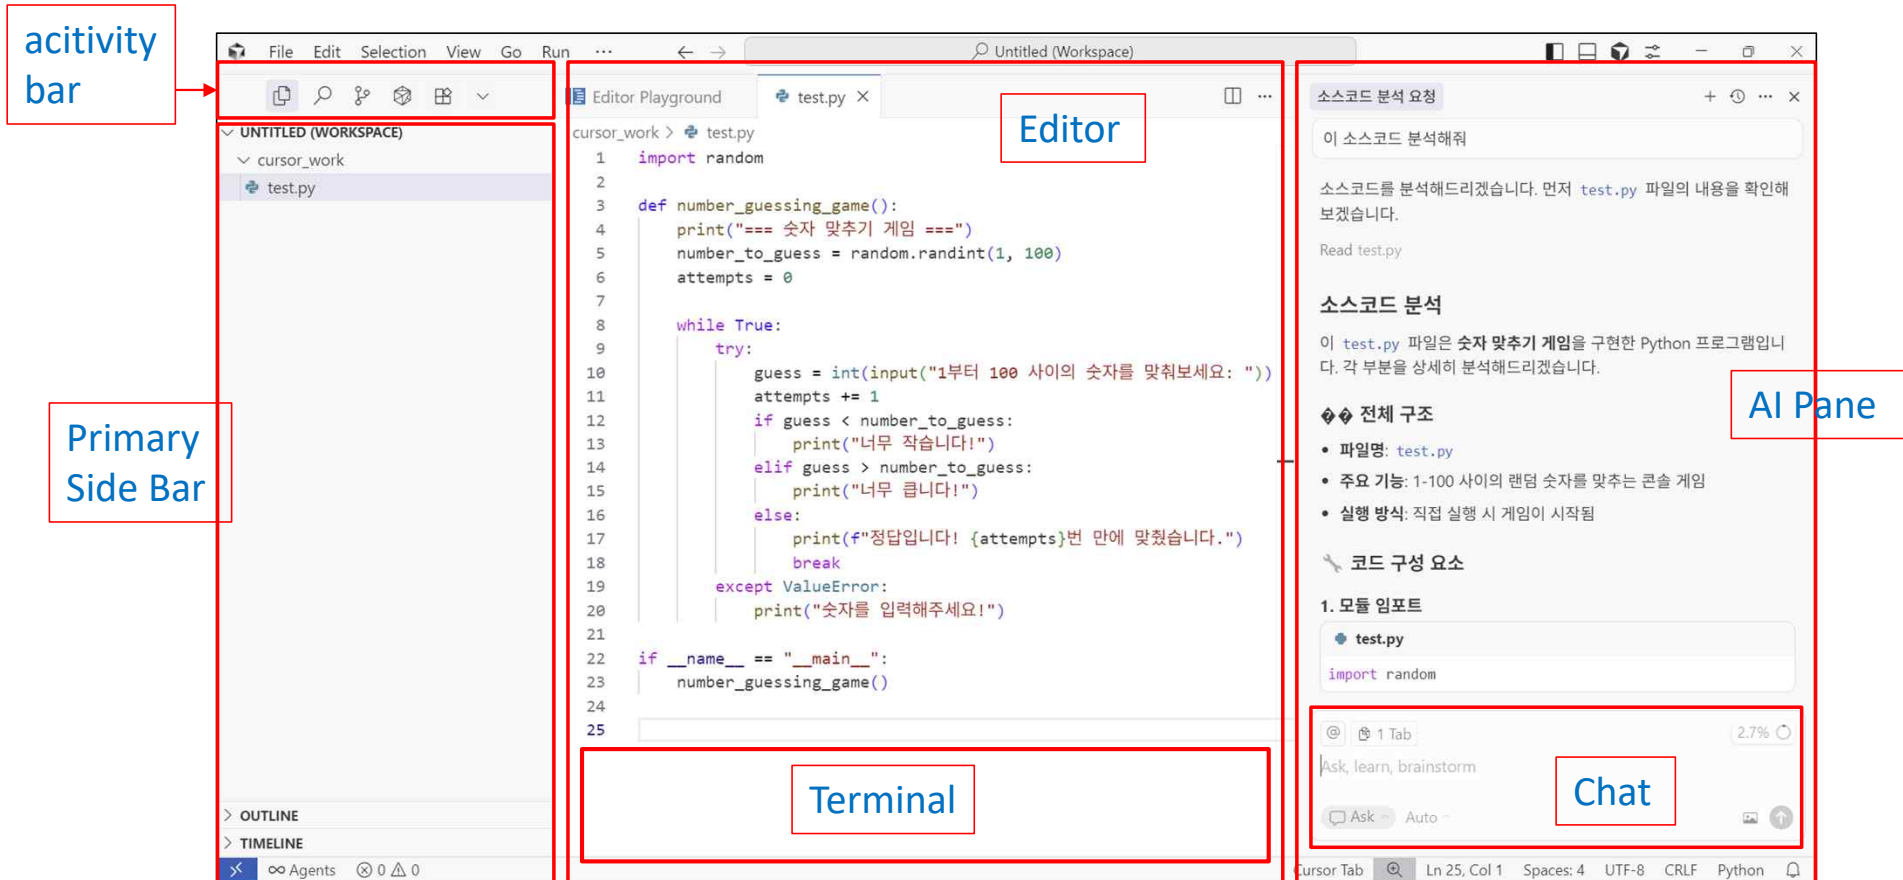 acitivity
bar
File Edit Selection View Go Run ··· ← → Untitled (Workspace)
UNTITLED (WORKSPACE)
cursor_work
test.py
Primary
Side Bar
OUTLINE
TIMELINE
Editor Playground
test.py
Editor
cursor_work > test.py
1 import random
2
3 def number_guessing_game():
4 print("=== 숫자 맞추기 게임 ===")
5 number_to_guess = random.randint(1, 100)
6 attempts = 0
7
8 while True:
9 try:
10 guess = int(input("1부터 100 사이의 숫자를 맞춰보세요: "))
11 attempts += 1
12 if guess < number_to_guess:
13 print("너무 작습니다!")
14 elif guess > number_to_guess:
15 print("너무 큽니다!")
16 else:
17 print(f"정답입니다! {attempts}번 만에 맞췄습니다.")
18 break
19 except ValueError:
20 print("숫자를 입력해주세요!")
21
22 if __name__ == "__main__":
23 number_guessing_game()
24
25
Terminal
소스코드 분석 요청
이 소스코드 분석해줘
소스코드를 분석해드리겠습니다. 먼저 test.py 파일의 내용을 확인해
보겠습니다.
Read test.py
소스코드 분석
이 test.py 파일은 숫자 맞추기 게임을 구현한 Python 프로그램입니
다. 각 부분을 상세히 분석해드리겠습니다.
AI Pane
�� 전체 구조
• 파일명: test.py
• 주요 기능: 1-100 사이의 랜덤 숫자를 맞추는 콘솔 게임
• 실행 방식: 직접 실행 시 게임이 시작됨
코드 구성 요소
1. 모듈 임포트
test.py
import random
@ 1 Tab 2.7%
Ask, learn, brainstorm
Chat
Ask Auto
Agents 0 0
Cursor Tab Ln 25, Col 1 Spaces: 4 UTF-8 CRLF Python